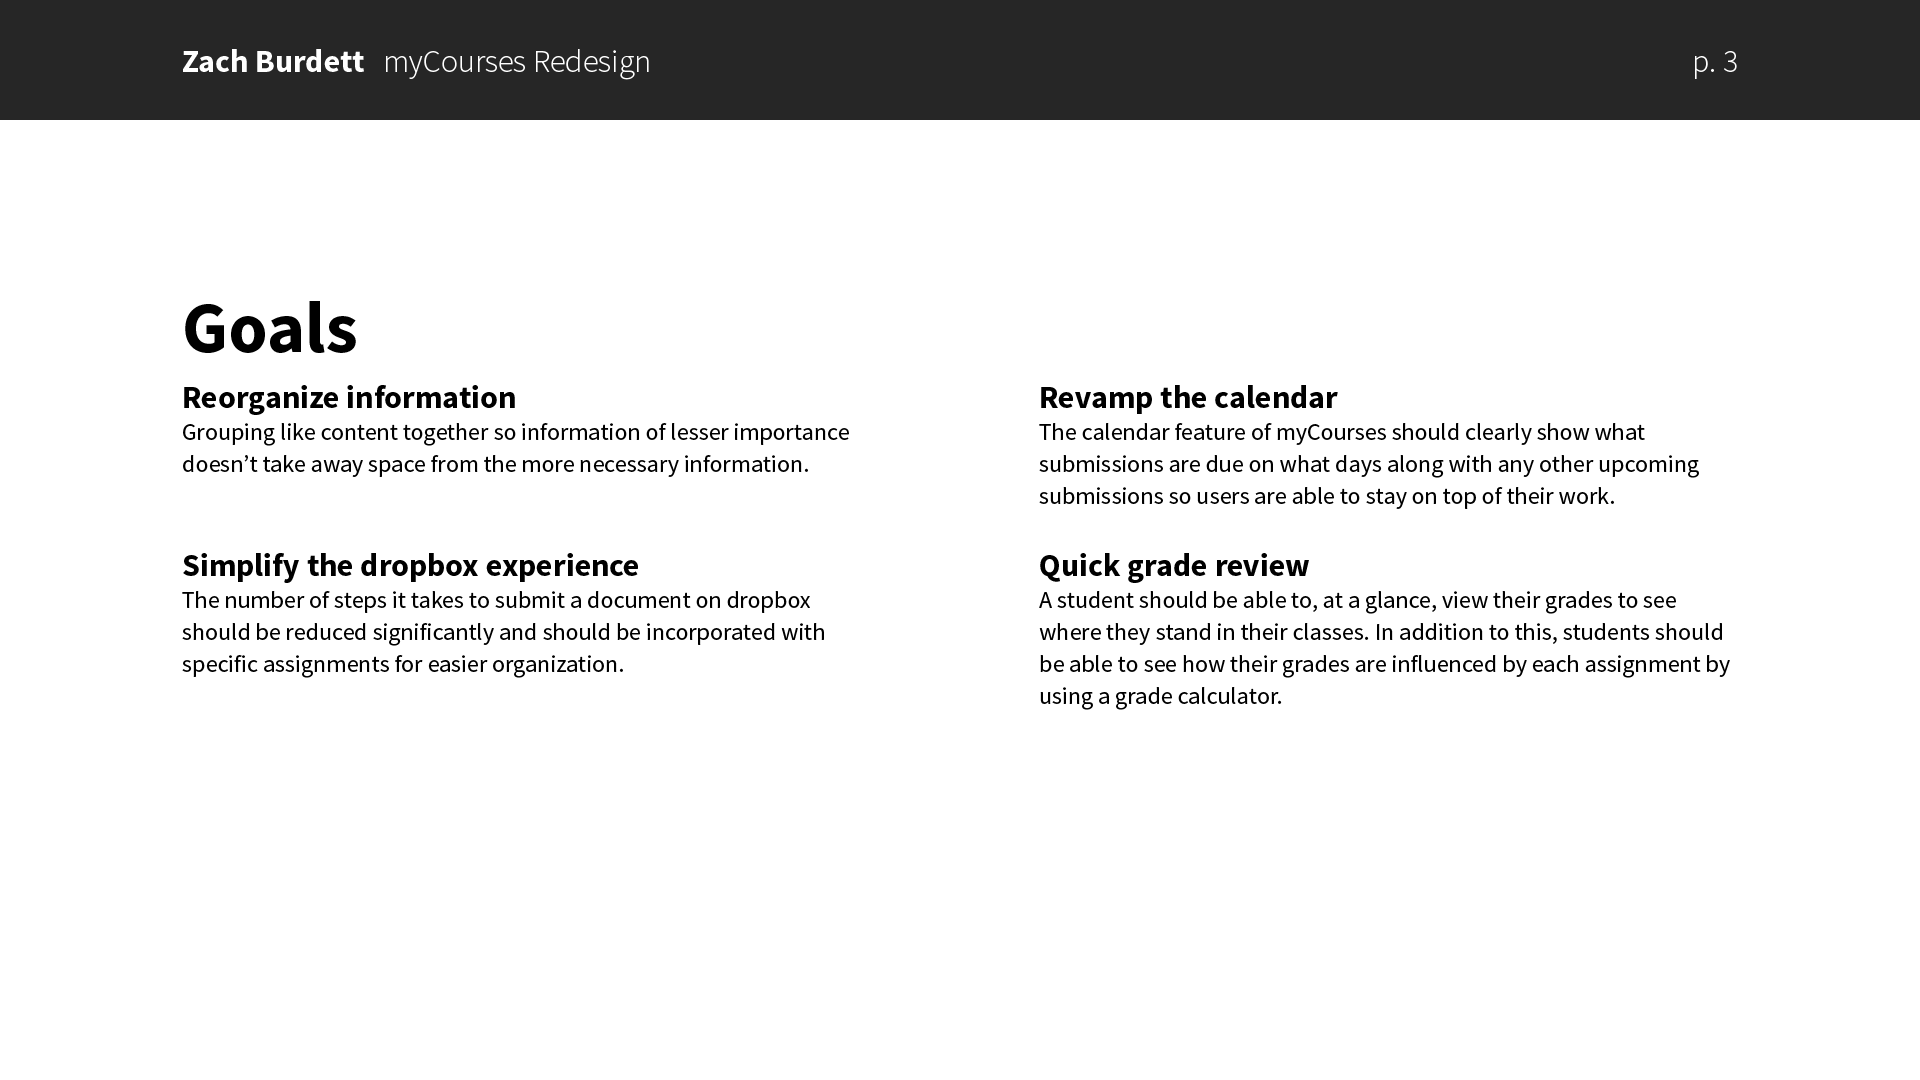 Zach Burdett myCourses Redesign
p. 3
Goals
Reorganize information
Grouping like content together so information of lesser importance
doesn’t take away space from the more necessary information.
Simplify the dropbox experience
The number of steps it takes to submit a document on dropbox
should be reduced significantly and should be incorporated with
specific assignments for easier organization.
Revamp the calendar
The calendar feature of myCourses should clearly show what
submissions are due on what days along with any other upcoming
submissions so users are able to stay on top of their work.
Quick grade review
A student should be able to, at a glance, view their grades to see
where they stand in their classes. In addition to this, students should
be able to see how their grades are influenced by each assignment by
using a grade calculator.